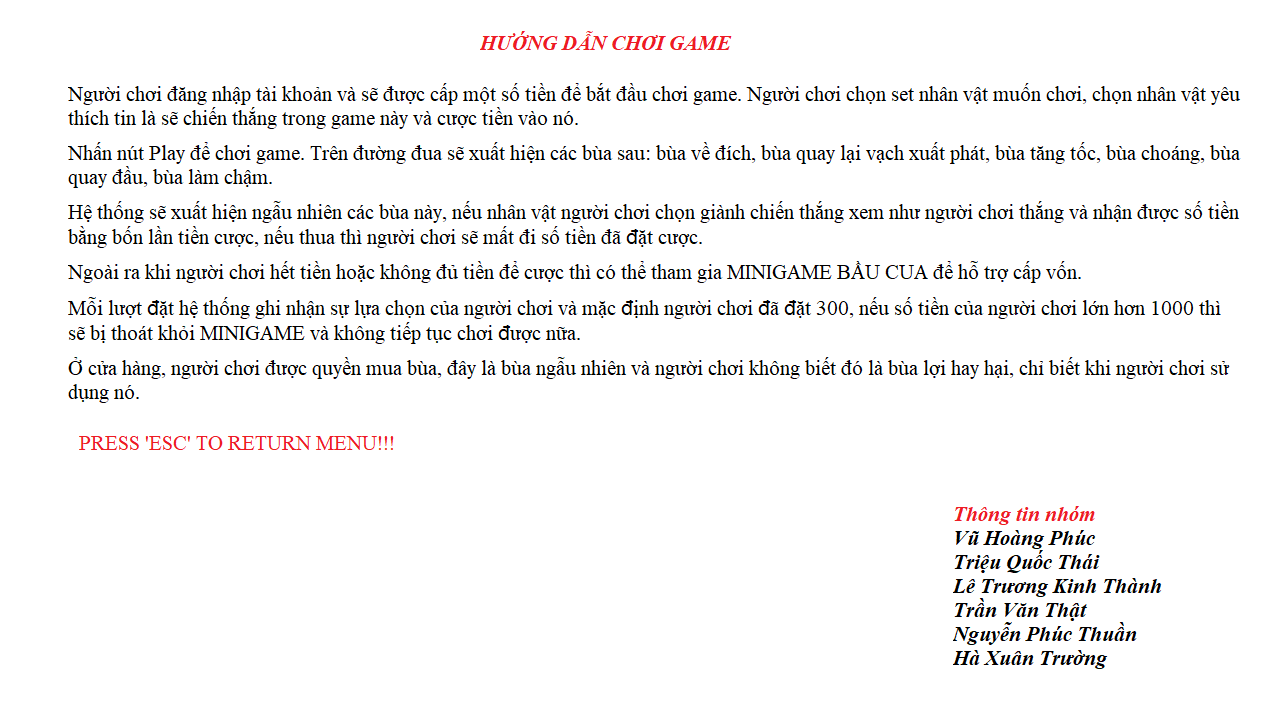 HƯỚNG DẪN CHƠI GAME
Người chơi đăng nhập tài khoản và sẽ được cấp một số tiền để bắt đầu chơi game. Người chơi chọn set nhân vật muốn chơi, chọn nhân vật yêu
thích tin là sẽ chiến thắng trong game này và cược tiền vào nó.
Nhấn nút Play để chơi game. Trên đường đua sẽ xuất hiện các bùa sau: bùa về đích, bùa quay lại vạch xuất phát, bùa tăng tốc, bùa choáng, bùa
quay đầu, bùa làm chậm.
Hệ thống sẽ xuất hiện ngẫu nhiên các bùa này, nếu nhân vật người chơi chọn giành chiến thắng xem như người chơi thắng và nhận được số tiền
bằng bốn lần tiền cược, nếu thua thì người chơi sẽ mất đi số tiền đã đặt cược.
Ngoài ra khi người chơi hết tiền hoặc không đủ tiền để cược thì có thể tham gia MINIGAME BẦU CUA để hỗ trợ cấp vốn.
Mỗi lượt đặt hệ thống ghi nhận sự lựa chọn của người chơi và mặc định người chơi đã đặt 300, nếu số tiền của người chơi lớn hơn 1000 thì
sẽ bị thoát khỏi MINIGAME và không tiếp tục chơi được nữa.
Ở cửa hàng, người chơi được quyền mua bùa, đây là bùa ngẫu nhiên và người chơi không biết đó là bùa lợi hay hại, chỉ biết khi người chơi sử
dụng nó.
PRESS 'ESC' TO RETURN MENU!!!
Thông tin nhóm
Vũ Hoàng Phúc
Triệu Quốc Thái
Lê Trương Kinh Thành
Trần Văn Thật
Nguyễn Phúc Thuần
Hà Xuân Trường